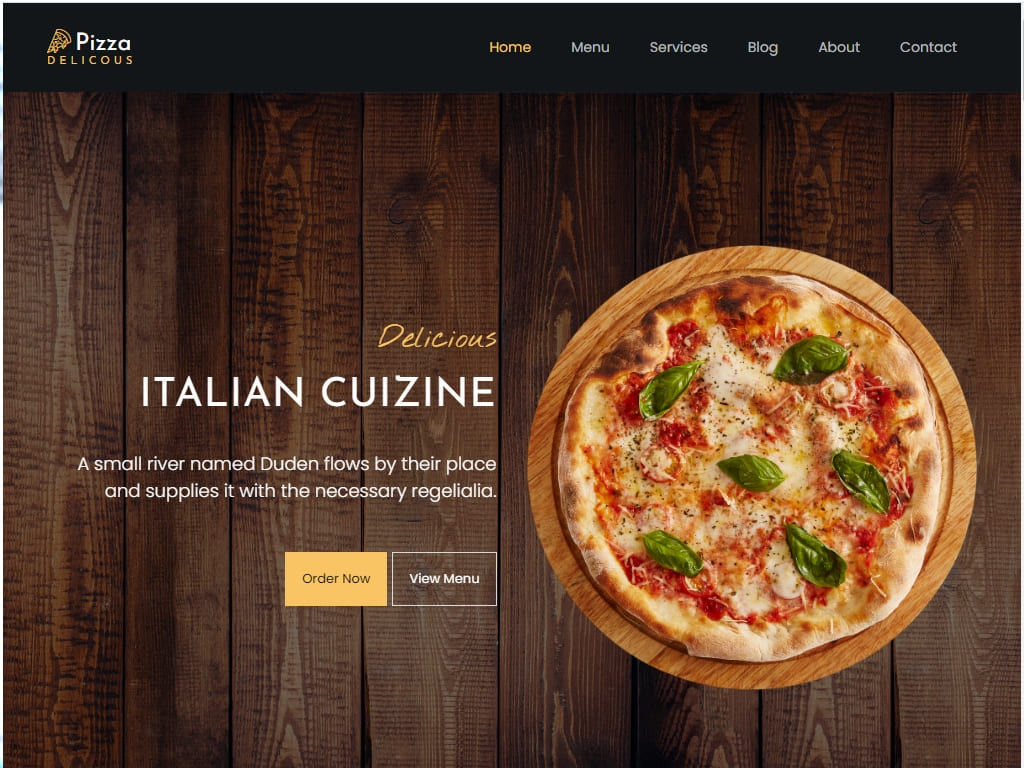 Pizza
DELICOUS
Home Menu Services Blog About Contact
Delicious
ITALIAN CUIZINE
A small river named Duden flows by their place
and supplies it with the necessary regelialia.
Order Now View Menu